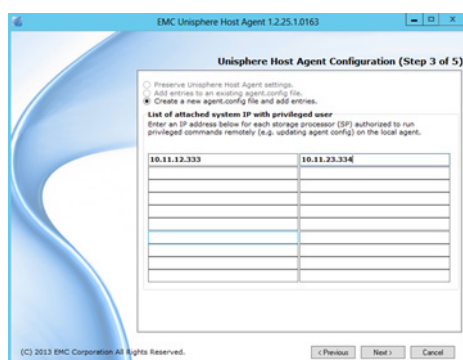 EMC Unisphere Host Agent 1.2.25.1.0163
Unisphere Host Agent Configuration (Step 3 of 5)
Preserve Unisphere Host Agent settings.
Add entries to an existing agent.config file.
Create a new agent.config file and add entries.
List of attached system IP with privileged user
Enter an IP address below for each storage processor (SP) authorized to run
privileged commands remotely (e.g. updating agent config) on the local agent.
10.11.12.333 10.11.23.334
(C) 2013 EMC Corporation All Rights Reserved.
< Previous Next > Cancel